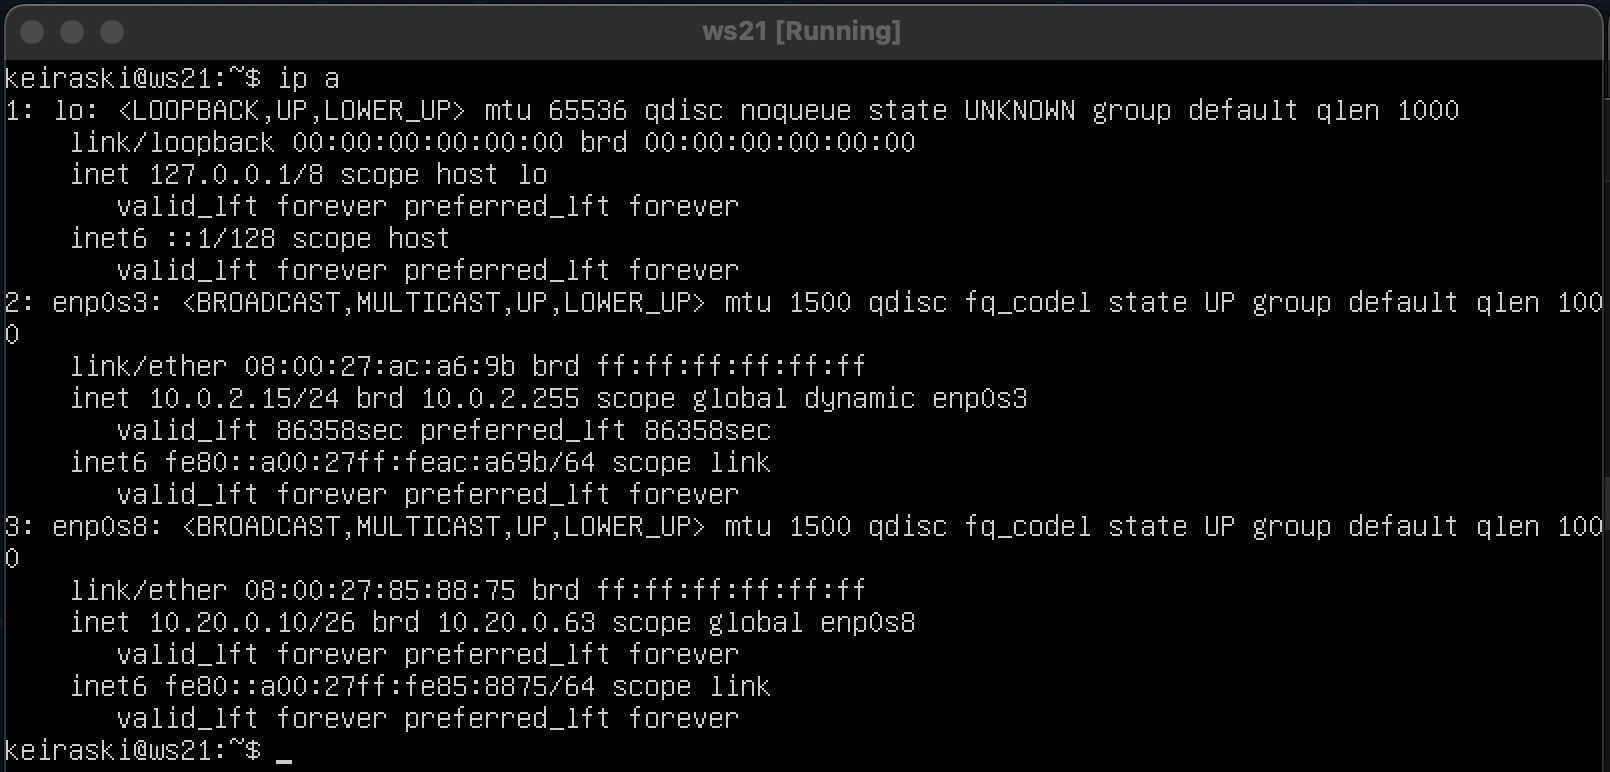 ws21 [Running]
keiraski@ws21:~$ ip a
1: lo: <LOOPBACK,UP,LOWER_UP> mtu 65536 qdisc noqueue state UNKNOWN group default qlen 1000
    link/loopback 00:00:00:00:00:00 brd 00:00:00:00:00:00
    inet 127.0.0.1/8 scope host lo
       valid_lft forever preferred_lft forever
    inet6 ::1/128 scope host
       valid_lft forever preferred_lft forever
2: enp0s3: <BROADCAST,MULTICAST,UP,LOWER_UP> mtu 1500 qdisc fq_codel state UP group default qlen 100
0
    link/ether 08:00:27:ac:a6:9b brd ff:ff:ff:ff:ff:ff
    inet 10.0.2.15/24 brd 10.0.2.255 scope global dynamic enp0s3
       valid_lft 86358sec preferred_lft 86358sec
    inet6 fe80::a00:27ff:feac:a69b/64 scope link
       valid_lft forever preferred_lft forever
3: enp0s8: <BROADCAST,MULTICAST,UP,LOWER_UP> mtu 1500 qdisc fq_codel state UP group default qlen 100
0
    link/ether 08:00:27:85:88:75 brd ff:ff:ff:ff:ff:ff
    inet 10.20.0.10/26 brd 10.20.0.63 scope global enp0s8
       valid_lft forever preferred_lft forever
    inet6 fe80::a00:27ff:fe85:8875/64 scope link
       valid_lft forever preferred_lft forever
keiraski@ws21:~$ _